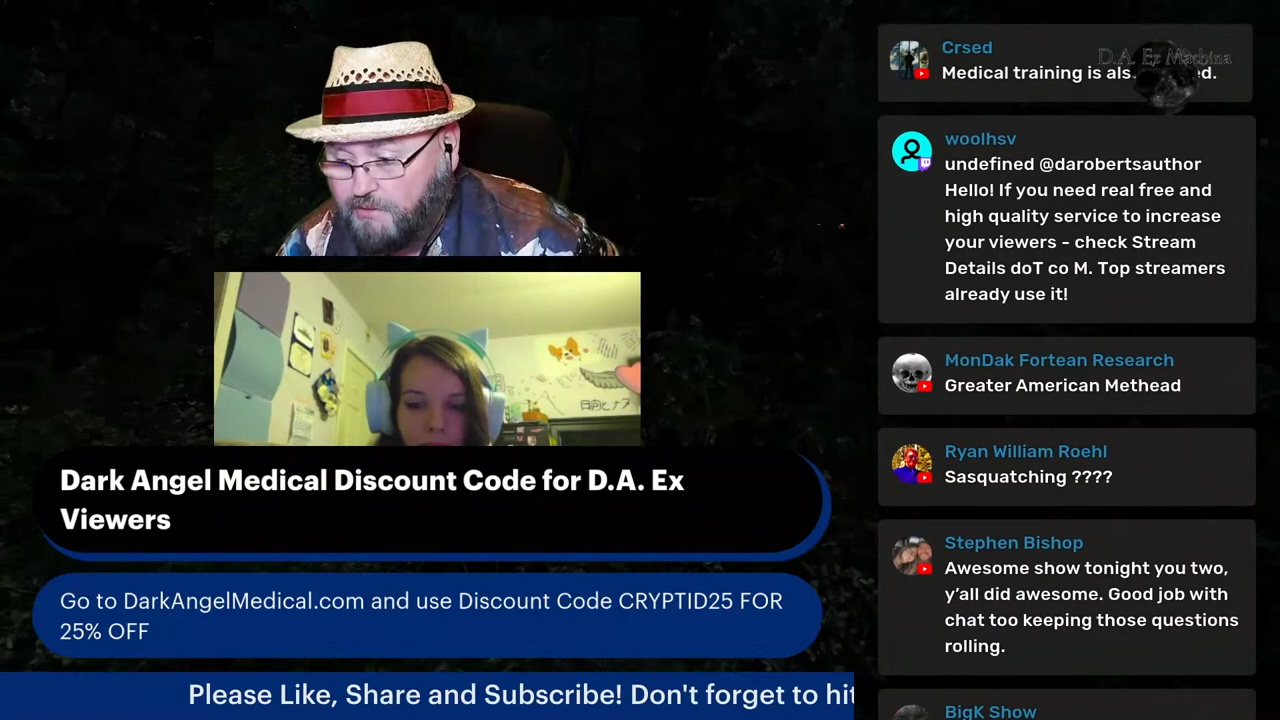 Dark Angel Medical Discount Code for D.A. Ex
Viewers
Go to DarkAngelMedical.com and use Discount Code CRYPTID25 FOR
25% OFF
Please Like, Share and Subscribe! Don't forget to hit
D.A. Ex Machina
Crsed
Medical training is als
woolhsv
undefined @darobertsauthor
Hello! If you need real free and
high quality service to increase
your viewers - check Stream
Details doT co M. Top streamers
already use it!
MonDak Fortean Research
Greater American Methead
Ryan William Roehl
Sasquatching ????
Stephen Bishop
Awesome show tonight you two,
y'all did awesome. Good job with
chat too keeping those questions
rolling.
BigK Show